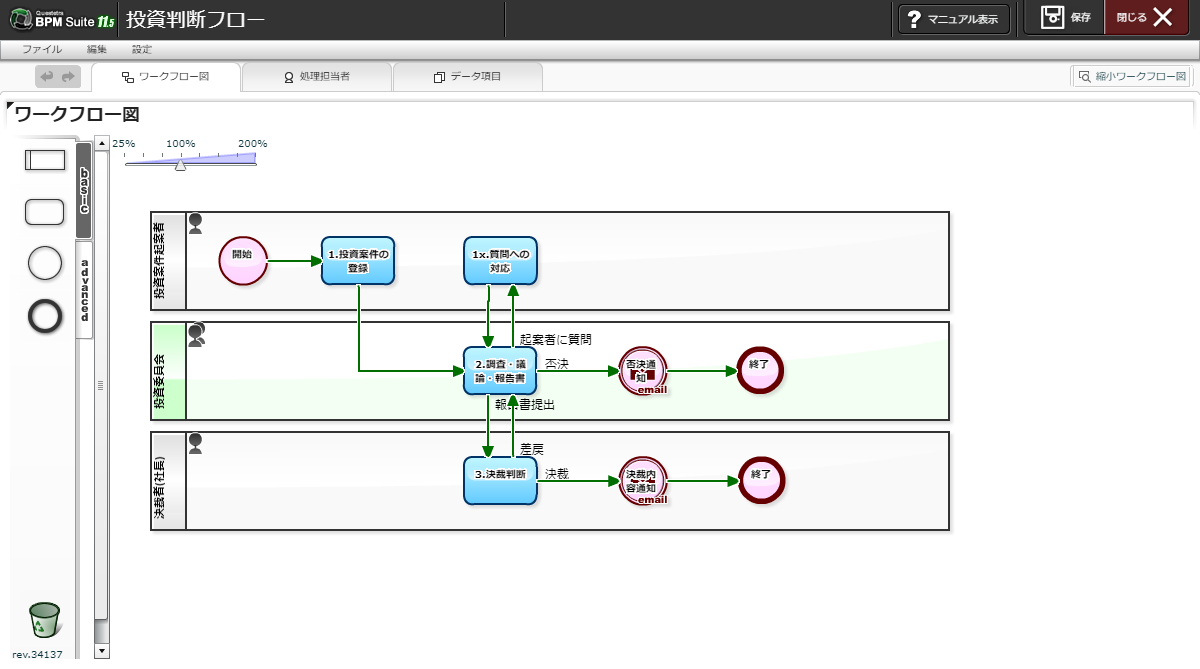 Questetra
BPM Suite 11.5
投資判断フロー
マニュアル表示
保存
閉じる
ファイル
編集
設定
ワークフロー図
処理担当者
データ項目
縮小ワークフロー図
ワークフロー図
25%
100%
200%
basic
advanced
投資案件起案者
開始
1.投資案件の
登録
1x.質問への
対応
投資委員会
起案者に質問
2.調査・議
論・報告書
否決
否決通
知
email
終了
報告書提出
決裁者(社長)
差戻
3.決裁判断
決裁
決裁内
容通知
email
終了
rev.34137